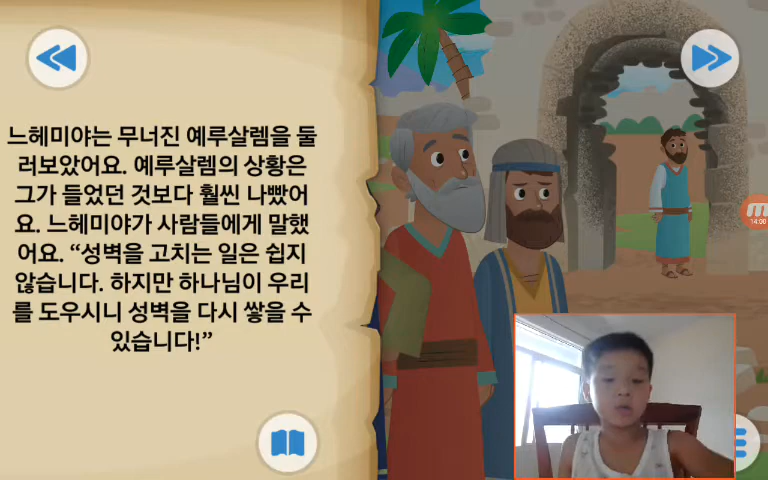 느헤미야는 무너진 예루살렘을 둘
러보았어요. 예루살렘의 상황은
그가 들었던 것보다 훨씬 나빴어
요. 느헤미야가 사람들에게 말했
어요. “성벽을 고치는 일은 쉽지
않습니다. 하지만 하나님이 우리
를 도우시니 성벽을 다시 쌓을 수
있습니다!”
14:00